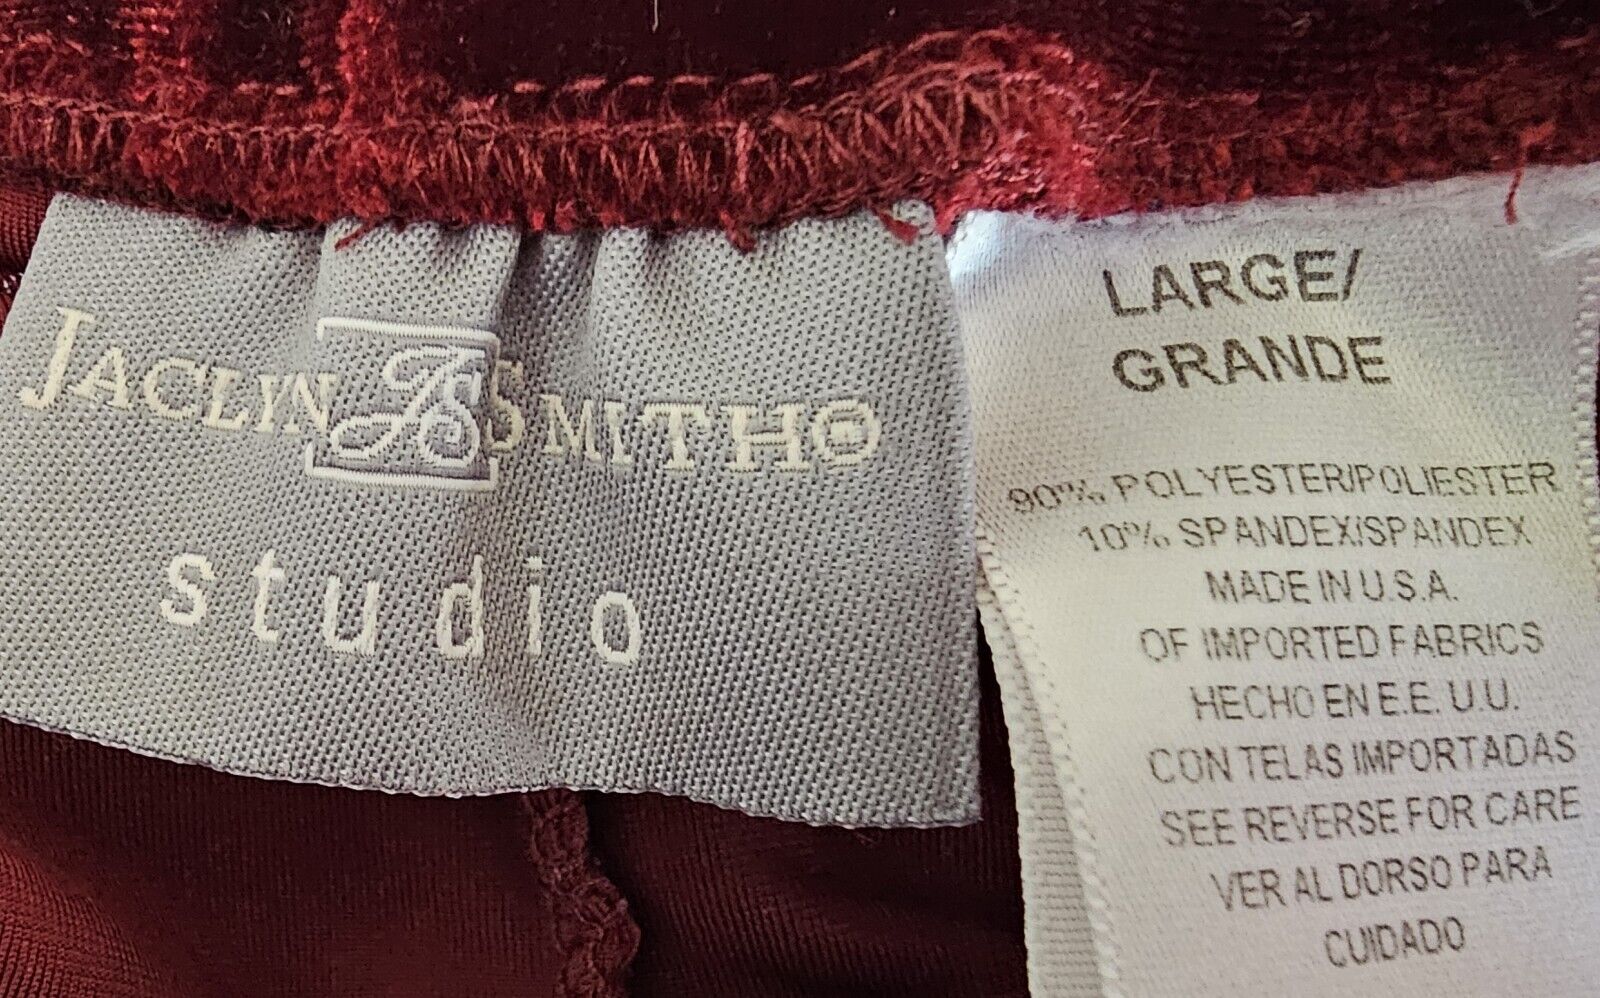 JACLYN JS SMITH®
studio
LARGE/
GRANDE
90% POLYESTER/POLIESTER
10% SPANDEX/SPANDEX
MADE IN U.S.A.
OF IMPORTED FABRICS
HECHO EN E.E. U.U.
CON TELAS IMPORTADAS
SEE REVERSE FOR CARE
VER AL DORSO PARA
CUIDADO